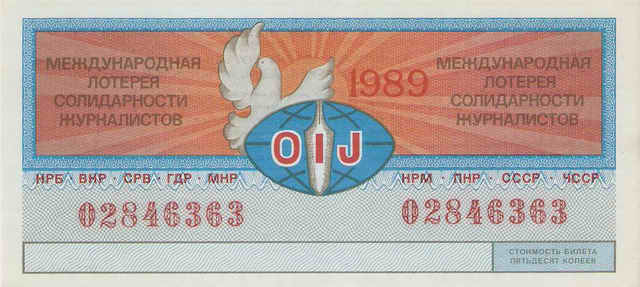 МЕЖДУНАРОДНАЯ
ЛОТЕРЕЯ
СОЛИДАРНОСТИ
ЖУРНАЛИСТОВ
1989
МЕЖДУНАРОДНАЯ
ЛОТЕРЕЯ
СОЛИДАРНОСТИ
ЖУРНАЛИСТОВ
OIJ
НРБ · ВНР · СРВ · ГДР · МНР
НРМ · ПНР · СССР · ЧССР
02846363
02846363
СТОИМОСТЬ БИЛЕТА
ПЯТЬДЕСЯТ КОПЕЕК